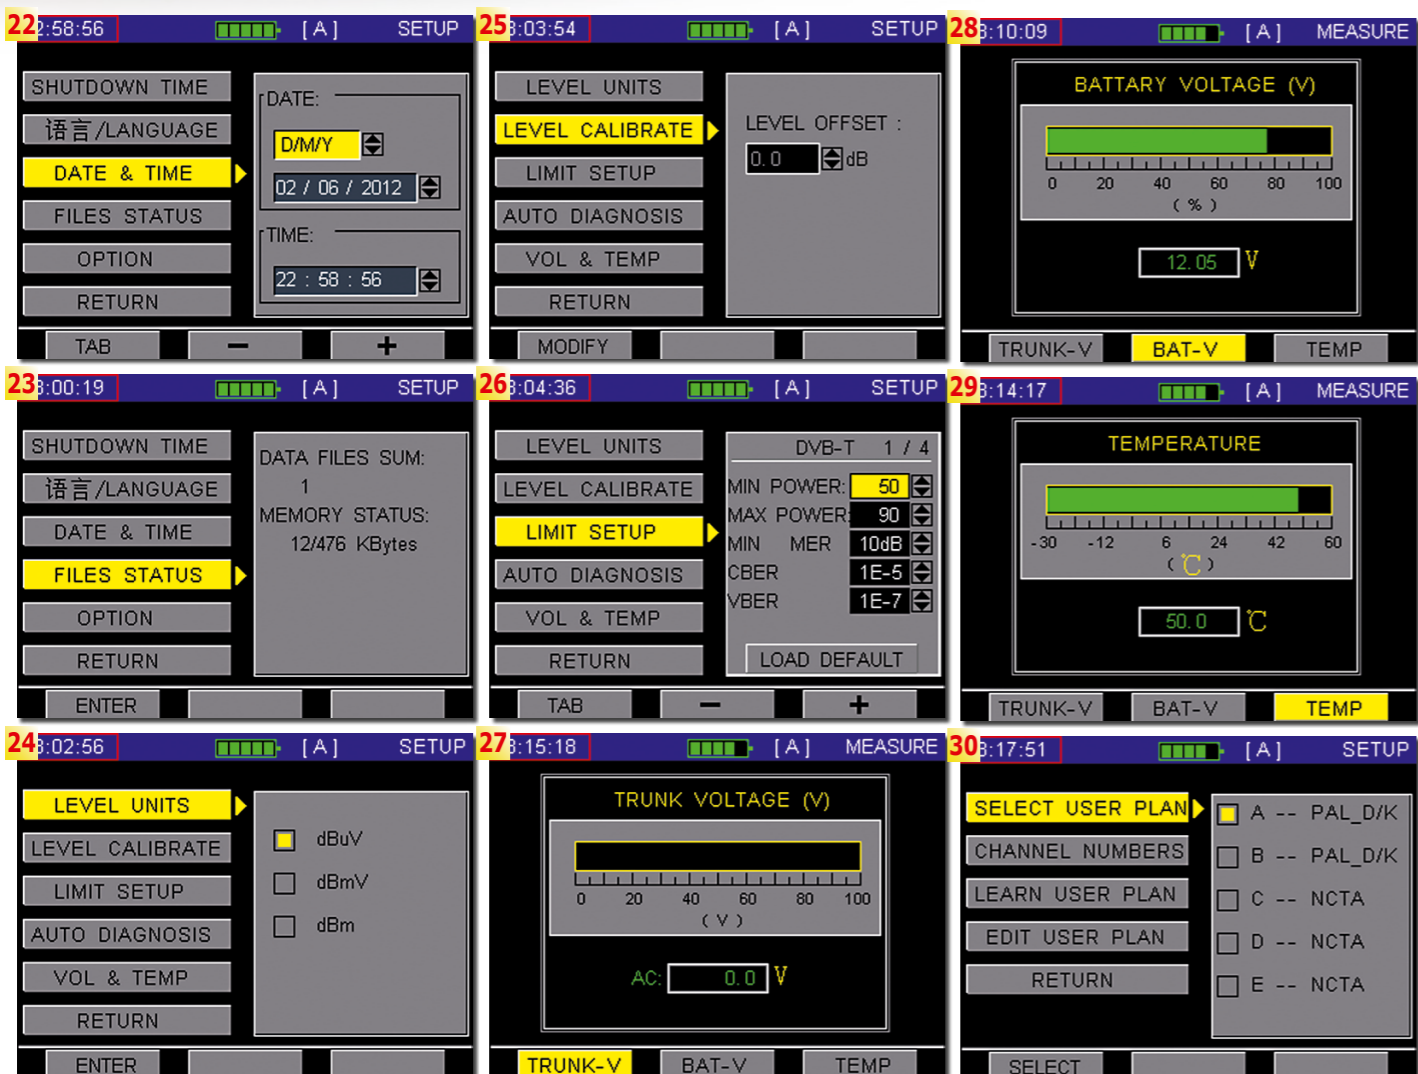 22 2:58:56 [A] SETUP
SHUTDOWN TIME
语言/LANGUAGE
DATE & TIME
FILES STATUS
OPTION
RETURN
DATE:
D/M/Y
02 / 06 / 2012
TIME:
22 : 58 : 56
TAB − +
25 3:03:54 [A] SETUP
LEVEL UNITS
LEVEL CALIBRATE
LIMIT SETUP
AUTO DIAGNOSIS
VOL & TEMP
RETURN
LEVEL OFFSET :
0.0 dB
MODIFY
28 3:10:09 [A] MEASURE
BATTARY VOLTAGE (V)
0 20 40 60 80 100
(%)
12.05 V
TRUNK-V BAT-V TEMP
23 3:00:19 [A] SETUP
SHUTDOWN TIME
语言/LANGUAGE
DATE & TIME
FILES STATUS
OPTION
RETURN
DATA FILES SUM:
1
MEMORY STATUS:
12/476 KBytes
ENTER
26 3:04:36 [A] SETUP
LEVEL UNITS
LEVEL CALIBRATE
LIMIT SETUP
AUTO DIAGNOSIS
VOL & TEMP
RETURN
DVB-T 1 / 4
MIN POWER: 50
MAX POWER: 90
MIN MER 10dB
CBER 1E-5
VBER 1E-7
LOAD DEFAULT
TAB − +
29 3:14:17 [A] MEASURE
TEMPERATURE
-30 -12 6 24 42 60
(℃)
50.0 ℃
TRUNK-V BAT-V TEMP
24 3:02:56 [A] SETUP
LEVEL UNITS
LEVEL CALIBRATE
LIMIT SETUP
AUTO DIAGNOSIS
VOL & TEMP
RETURN
dBuV
dBmV
dBm
ENTER
27 3:15:18 [A] MEASURE
TRUNK VOLTAGE (V)
0 20 40 60 80 100
(V)
AC: 0.0 V
TRUNK-V BAT-V TEMP
30 3:17:51 [A] SETUP
SELECT USER PLAN
CHANNEL NUMBERS
LEARN USER PLAN
EDIT USER PLAN
RETURN
A -- PAL_D/K
B -- PAL_D/K
C -- NCTA
D -- NCTA
E -- NCTA
SELECT